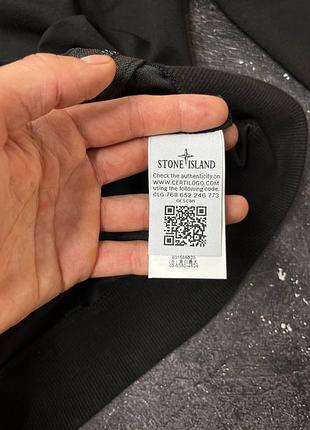 STONE ISLAND
Check the authenticity on
WWW.CERTILOGO.COM
using the following code:
CLG 768 652 246 773
or scan